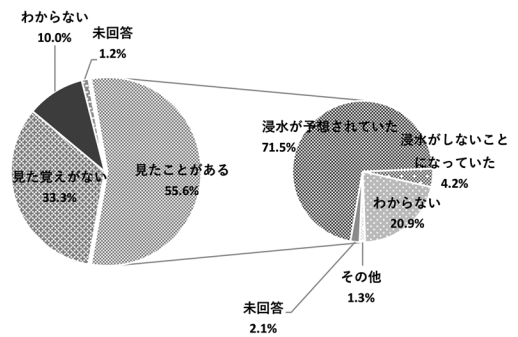 わからない
10.0%
未回答
1.2%
見た覚えがない
33.3%
見たことがある
55.6%
浸水が予想されていた
71.5%
浸水がしないこと
になっていた
4.2%
わからない
20.9%
その他
1.3%
未回答
2.1%